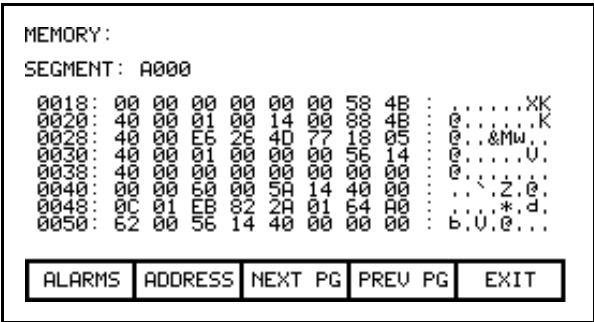 MEMORY:
SEGMENT: A000
0018: 00 00 00 00 00 00 58 4B : ......XK
0020: 40 00 01 00 14 00 88 4B : @......K
0028: 40 00 E6 26 4D 77 18 05 : @..&Mw..
0030: 40 00 01 00 00 00 56 14 : @.....V.
0038: 40 00 00 00 00 00 00 00 : @.......
0040: 00 00 60 00 5A 14 40 00 : ..`.Z.@.
0048: 0C 01 EB 82 2A 01 64 A0 : ....*.d.
0050: 62 00 56 14 40 00 00 00 : b.V.@...
ALARMS ADDRESS NEXT PG PREV PG EXIT